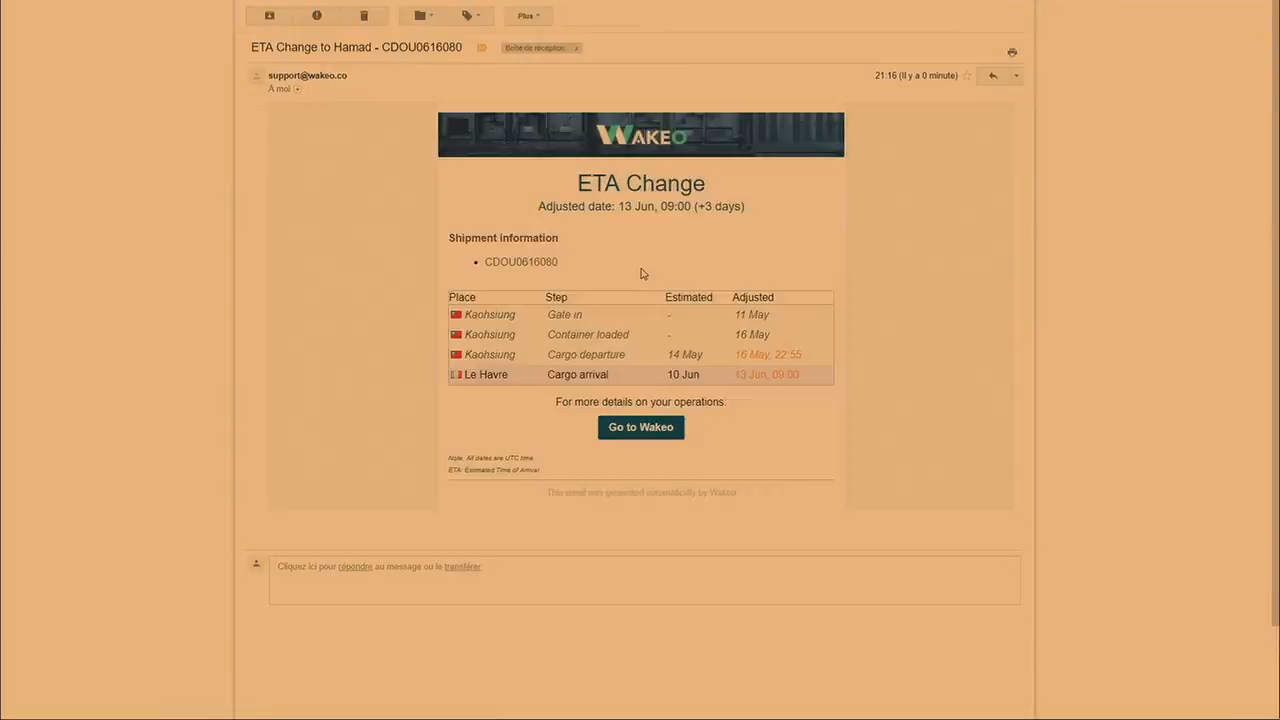 Plus
ETA Change to Hamad - CDOU0616080
Boîte de réception x
support@wakeo.co
21:16 (Il y a 0 minute)
À moi
WAKEO
ETA Change
Adjusted date: 13 Jun, 09:00 (+3 days)
Shipment information
• CDOU0616080
Place Step Estimated Adjusted
Kaohsiung Gate in - 11 May
Kaohsiung Container loaded - 16 May
Kaohsiung Cargo departure 14 May 16 May, 22:55
Le Havre Cargo arrival 10 Jun 13 Jun, 09:00
For more details on your operations:
Go to Wakeo
Note: All dates are UTC time
ETA: Estimated Time of Arrival
This email was generated automatically by Wakeo
Cliquez ici pour répondre au message ou le transférer